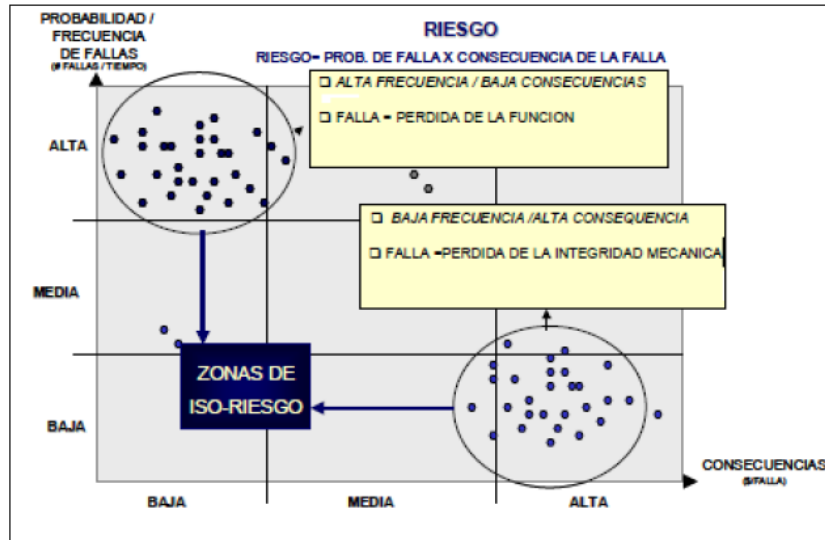 PROBABILIDAD /
FRECUENCIA
DE FALLAS
(# FALLAS / TIEMPO)
RIESGO
RIESGO= PROB. DE FALLA X CONSECUENCIA DE LA FALLA
❑ ALTA FRECUENCIA / BAJA CONSECUENCIAS
❑ FALLA = PERDIDA DE LA FUNCION
ALTA
❑ BAJA FRECUENCIA /ALTA CONSEQUENCIA
❑ FALLA =PERDIDA DE LA INTEGRIDAD MECANICA
MEDIA
ZONAS DE
ISO-RIESGO
BAJA
CONSECUENCIAS
($/FALLA)
BAJA
MEDIA
ALTA